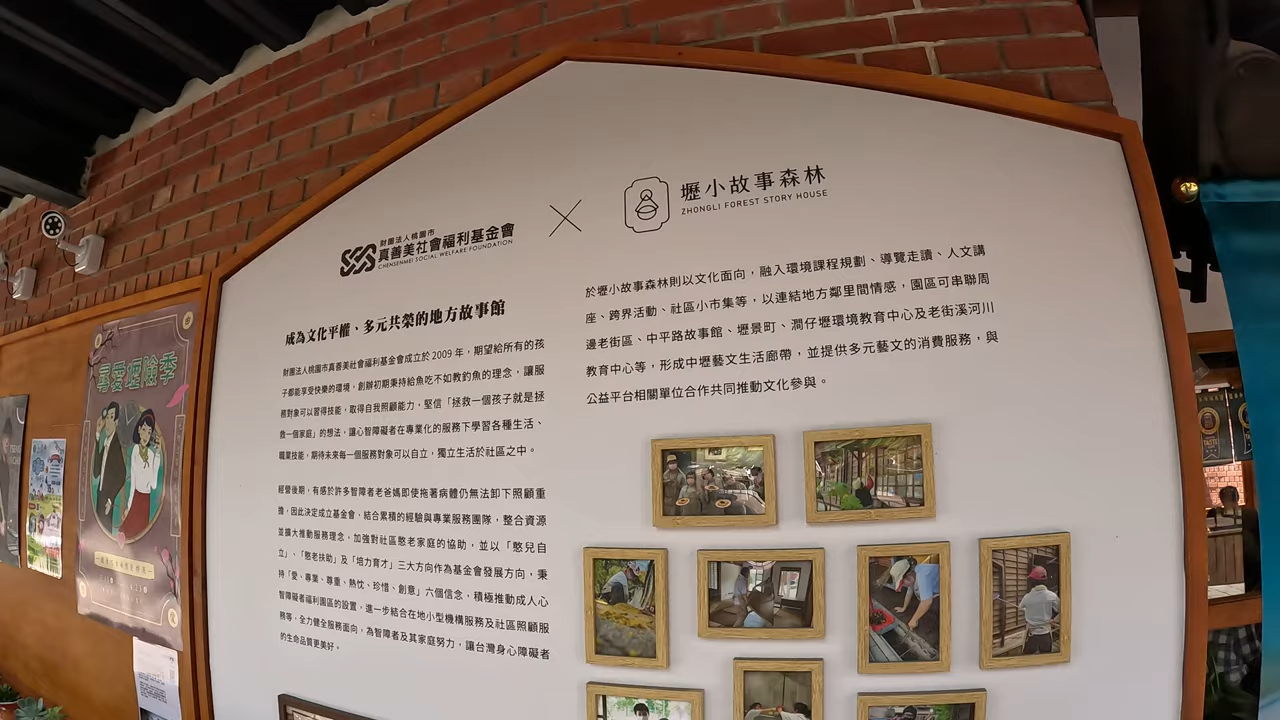 財團法人桃園市
真善美社會福利基金會
CHENSENMEI SOCIAL WELFARE FOUNDATION
壢小故事森林
ZHONGLI FOREST STORY HOUSE
成為文化平權、多元共榮的地方故事館
財團法人桃園市真善美社會福利基金會成立於 2009 年，期望給所有的孩
子都能享受快樂的環境，創辦初期秉持給魚吃不如教釣魚的理念，讓服
務對象可以習得技能，取得自我照顧能力，堅信「拯救一個孩子就是拯
救一個家庭」的想法，讓心智障礙者在專業化的服務下學習各種生活、
職業技能，期待未來每一個服務對象可以自立，獨立生活於社區之中。
經營後期，有感於許多智障者老爸媽即使拖著病體仍無法卸下照顧重
擔，因此決定成立基金會，結合累積的經驗與專業服務團隊，整合資源
並擴大推動服務理念，加強對社區憨老家庭的協助，並以「憨兒自
立」、「憨老扶助」及「培力育才」三大方向作為基金會發展方向，秉
持「愛、專業、尊重、熱忱、珍惜、創意」六個信念，積極推動成人心
智障礙者福利園區的設置，進一步結合在地小型機構服務及社區照顧服
務等，全力健全服務面向，為智障者及其家庭努力，讓台灣身心障礙者
的生命品質更美好。
於壢小故事森林則以文化面向，融入環境課程規劃、導覽走讀、人文講
座、跨界活動、社區小市集等，以連結地方鄰里間情感，園區可串聯周
邊老街區、中平路故事館、壢景町、澗仔壢環境教育中心及老街溪河川
教育中心等，形成中壢藝文生活廊帶，並提供多元藝文的消費服務，與
公益平台相關單位合作共同推動文化參與。
尋愛壢險季